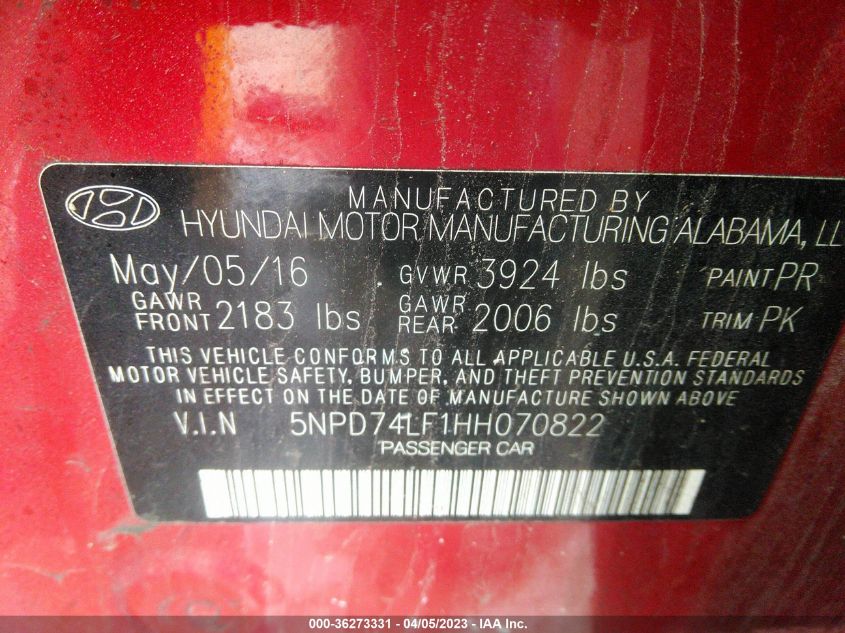 MANUFACTURED BY
HYUNDAI MOTOR MANUFACTURING ALABAMA, LL
May/05/16 GVWR 3924 lbs PAINT PR
GAWR FRONT 2183 lbs GAWR REAR 2006 lbs TRIM PK
THIS VEHICLE CONFORMS TO ALL APPLICABLE U.S.A. FEDERAL
MOTOR VEHICLE SAFETY, BUMPER, AND THEFT PREVENTION STANDARDS
IN EFFECT ON THE DATE OF MANUFACTURE SHOWN ABOVE
V.I.N 5NPD74LF1HH070822
PASSENGER CAR
000-36273331 - 04/05/2023 - IAA Inc.